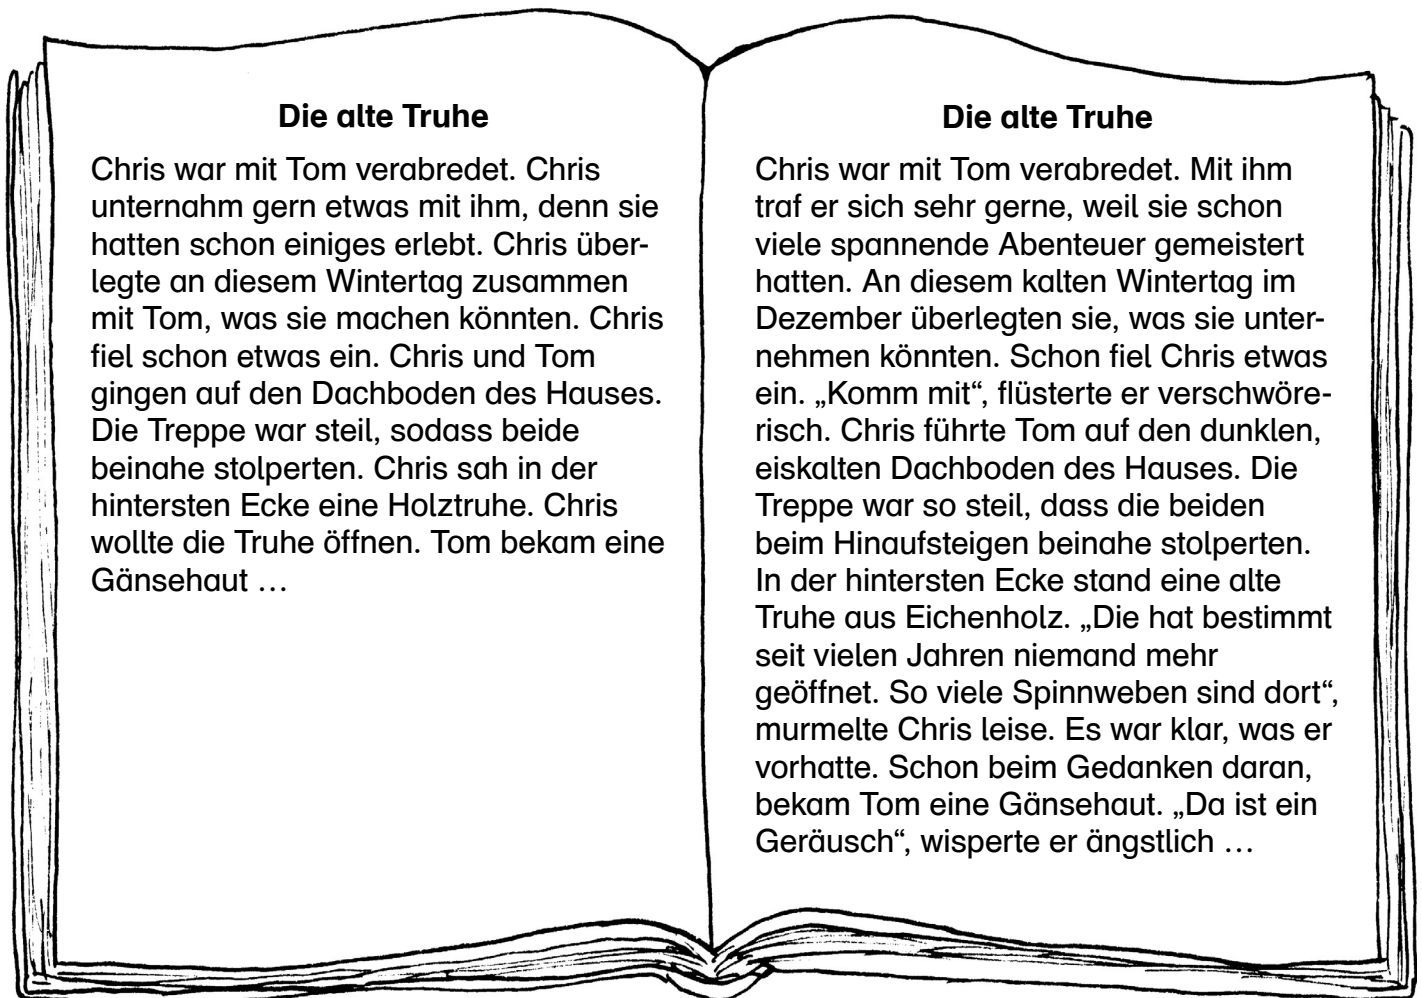 Die alte Truhe
Chris war mit Tom verabredet. Chris
unternahm gern etwas mit ihm, denn sie
hatten schon einiges erlebt. Chris über-
legte an diesem Wintertag zusammen
mit Tom, was sie machen könnten. Chris
fiel schon etwas ein. Chris und Tom
gingen auf den Dachboden des Hauses.
Die Treppe war steil, sodass beide
beinahe stolperten. Chris sah in der
hintersten Ecke eine Holztruhe. Chris
wollte die Truhe öffnen. Tom bekam eine
Gänsehaut …
Die alte Truhe
Chris war mit Tom verabredet. Mit ihm
traf er sich sehr gerne, weil sie schon
viele spannende Abenteuer gemeistert
hatten. An diesem kalten Wintertag im
Dezember überlegten sie, was sie unter-
nehmen könnten. Schon fiel Chris etwas
ein. „Komm mit“, flüsterte er verschwöre-
risch. Chris führte Tom auf den dunklen,
eiskalten Dachboden des Hauses. Die
Treppe war so steil, dass die beiden
beim Hinaufsteigen beinahe stolperten.
In der hintersten Ecke stand eine alte
Truhe aus Eichenholz. „Die hat bestimmt
seit vielen Jahren niemand mehr
geöffnet. So viele Spinnweben sind dort“,
murmelte Chris leise. Es war klar, was er
vorhatte. Schon beim Gedanken daran,
bekam Tom eine Gänsehaut. „Da ist ein
Geräusch“, wisperte er ängstlich …